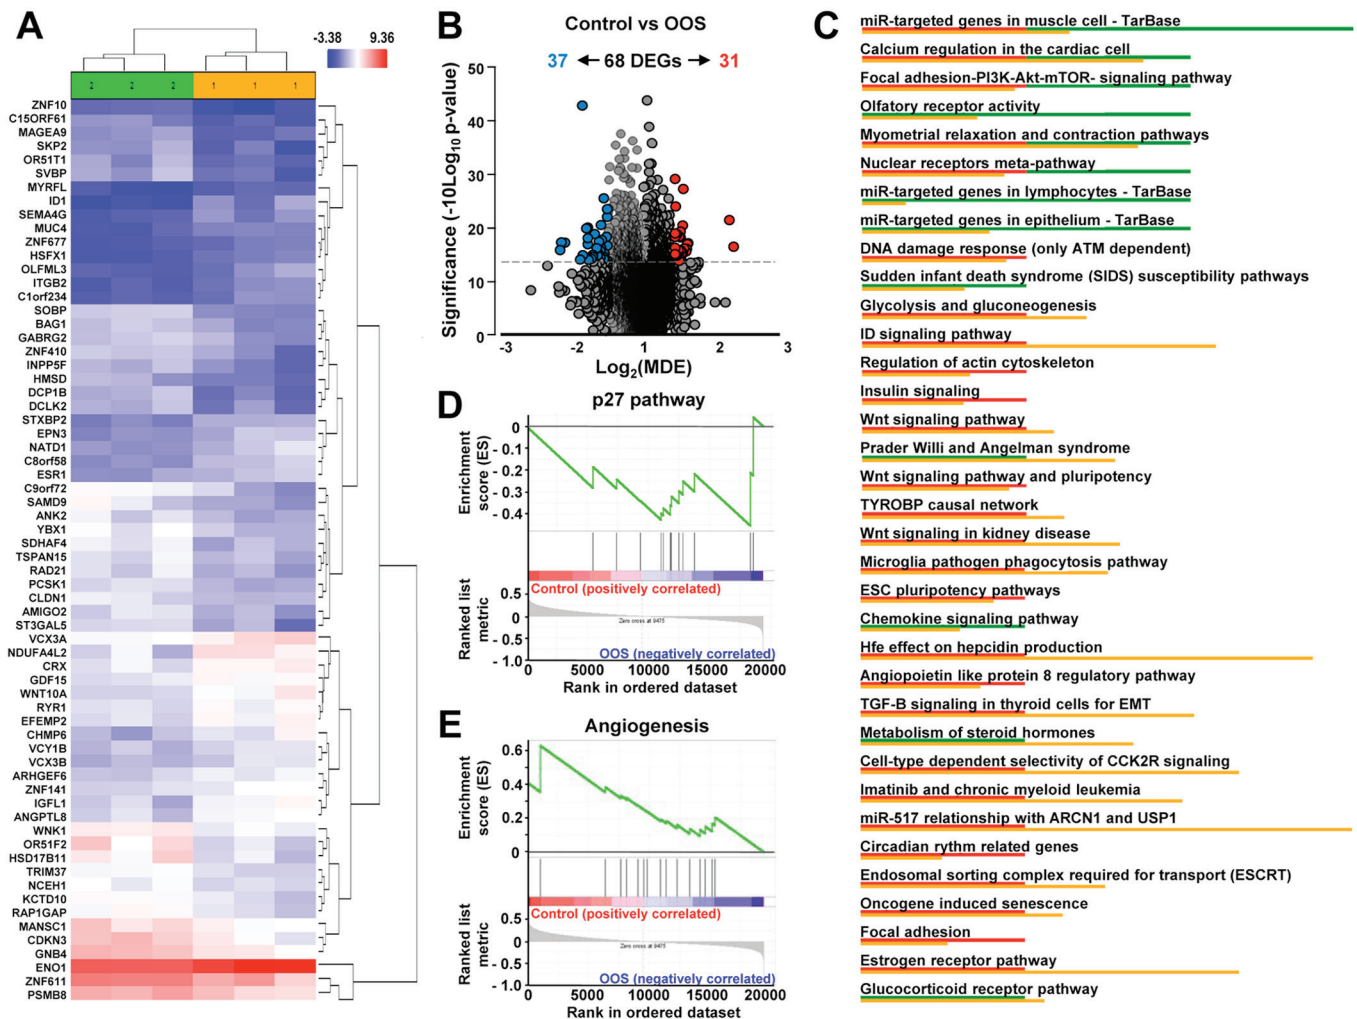 A
-3.38
9.36
2
2
2
1
1
1
ZNF10
C15ORF61
MAGEA9
SKP2
OR51T1
SVBP
MYRFL
ID1
SEMA4G
MUC4
ZNF677
HSFX1
OLFML3
ITGB2
C1orf234
SOBP
BAG1
GABRG2
ZNF410
INPP5F
HMSD
DCP1B
DCLK2
STXBP2
EPN3
NATD1
C8orf58
ESR1
C9orf72
SAMD9
ANK2
YBX1
SDHAF4
TSPAN15
RAD21
PCSK1
CLDN1
AMIGO2
ST3GAL5
VCX3A
NDUFA4L2
CRX
GDF15
WNT10A
RYR1
EFEMP2
CHMP6
VCY1B
VCX3B
ARHGEF6
ZNF141
IGFL1
ANGPTL8
WNK1
OR51F2
HSD17B11
TRIM37
NCEH1
KCTD10
RAP1GAP
MANSC1
CDKN3
GNB4
ENO1
ZNF611
PSMB8
B
Control vs OOS
37 ← 68 DEGs → 31
Significance (-10Log10 p-value)
50
40
30
20
10
0
-3
-2
1
2
3
Log2(MDE)
D
p27 pathway
Enrichment
score (ES)
0
- 0.1
- 0.2
- 0.3
- 0.4
Control (positively correlated)
Ranked list
metric
0.5
0
- 0.5
- 1.0
Zero cross at 9475
OOS (negatively correlated)
0
5000
10000
15000
20000
Rank in ordered dataset
E
Angiogenesis
Enrichment
score (ES)
0.6
0.4
0.2
0
Control (positively correlated)
Ranked list
metric
0.5
0
- 0.5
- 1.0
Zero cross at 9475
OOS (negatively correlated)
0
5000
10000
15000
20000
Rank in ordered dataset
C
miR-targeted genes in muscle cell - TarBase
Calcium regulation in the cardiac cell
Focal adhesion-PI3K-Akt-mTOR- signaling pathway
Olfatory receptor activity
Myometrial relaxation and contraction pathways
Nuclear receptors meta-pathway
miR-targeted genes in lymphocytes - TarBase
miR-targeted genes in epithelium - TarBase
DNA damage response (only ATM dependent)
Sudden infant death syndrome (SIDS) susceptibility pathways
Glycolysis and gluconeogenesis
ID signaling pathway
Regulation of actin cytoskeleton
Insulin signaling
Wnt signaling pathway
Prader Willi and Angelman syndrome
Wnt signaling pathway and pluripotency
TYROBP causal network
Wnt signaling in kidney disease
Microglia pathogen phagocytosis pathway
ESC pluripotency pathways
Chemokine signaling pathway
Hfe effect on hepcidin production
Angiopoietin like protein 8 regulatory pathway
TGF-B signaling in thyroid cells for EMT
Metabolism of steroid hormones
Cell-type dependent selectivity of CCK2R signaling
Imatinib and chronic myeloid leukemia
miR-517 relationship with ARCN1 and USP1
Circadian rythm related genes
Endosomal sorting complex required for transport (ESCRT)
Oncogene induced senescence
Focal adhesion
Estrogen receptor pathway
Glucocorticoid receptor pathway